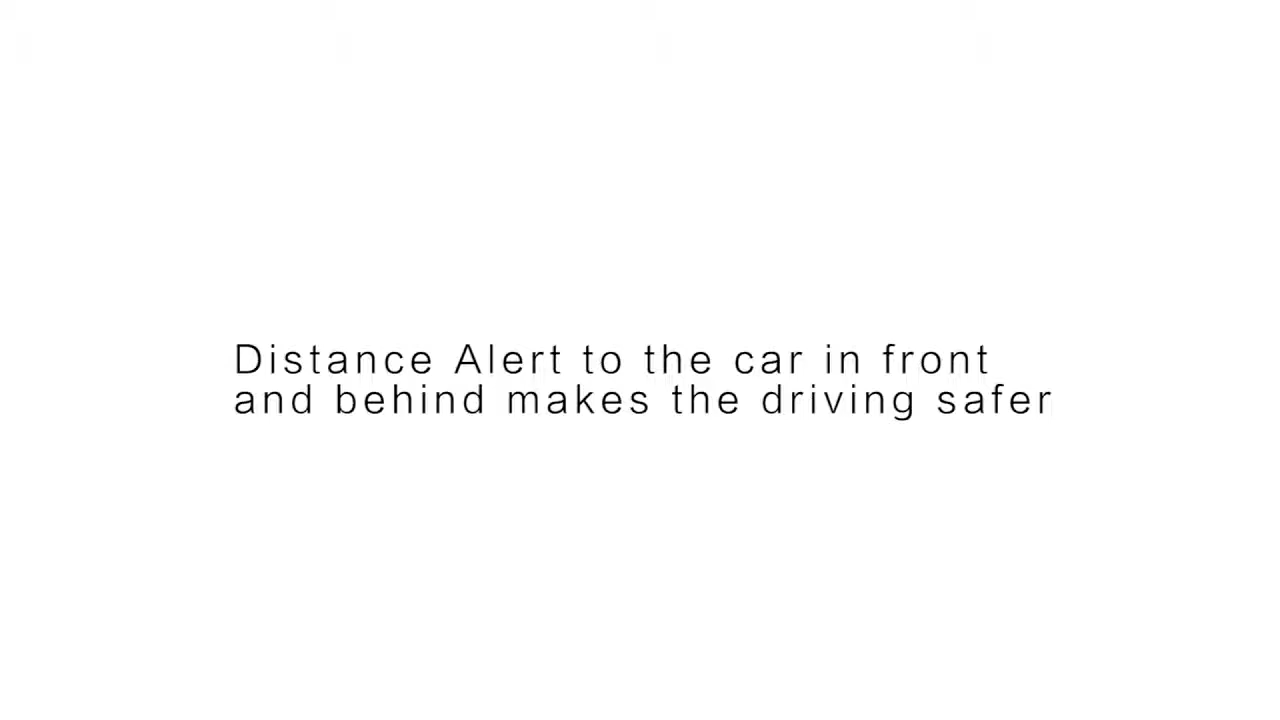 Distance Alert to the car in front
and behind makes the driving safer